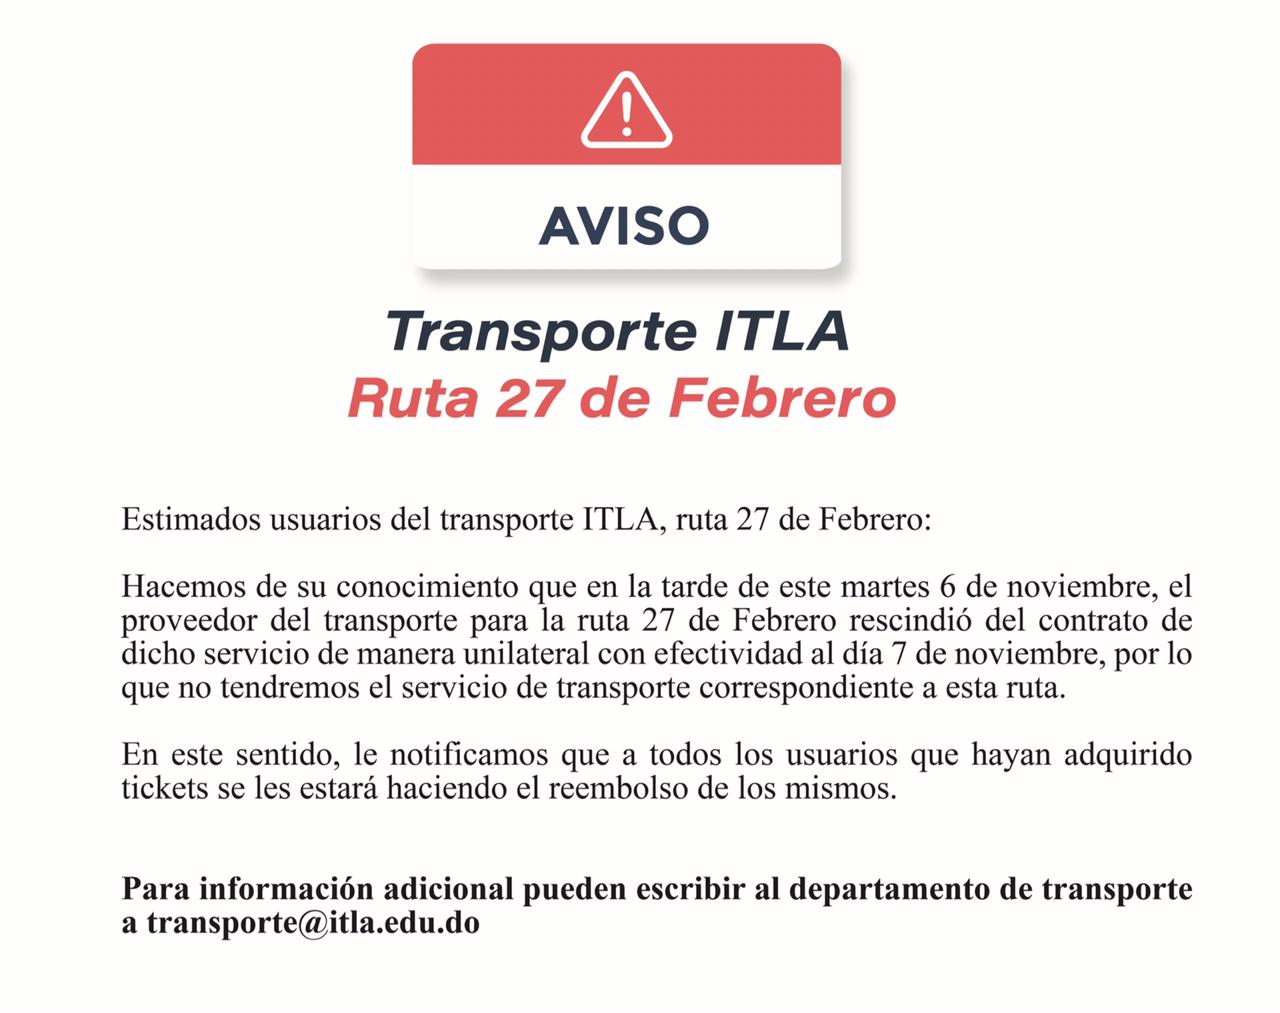 AVISO
Transporte ITLA
Ruta 27 de Febrero
Estimados usuarios del transporte ITLA, ruta 27 de Febrero:
Hacemos de su conocimiento que en la tarde de este martes 6 de noviembre, el
proveedor del transporte para la ruta 27 de Febrero rescindió del contrato de
dicho servicio de manera unilateral con efectividad al día 7 de noviembre, por lo
que no tendremos el servicio de transporte correspondiente a esta ruta.
En este sentido, le notificamos que a todos los usuarios que hayan adquirido
tickets se les estará haciendo el reembolso de los mismos.
Para información adicional pueden escribir al departamento de transporte
a transporte@itla.edu.do